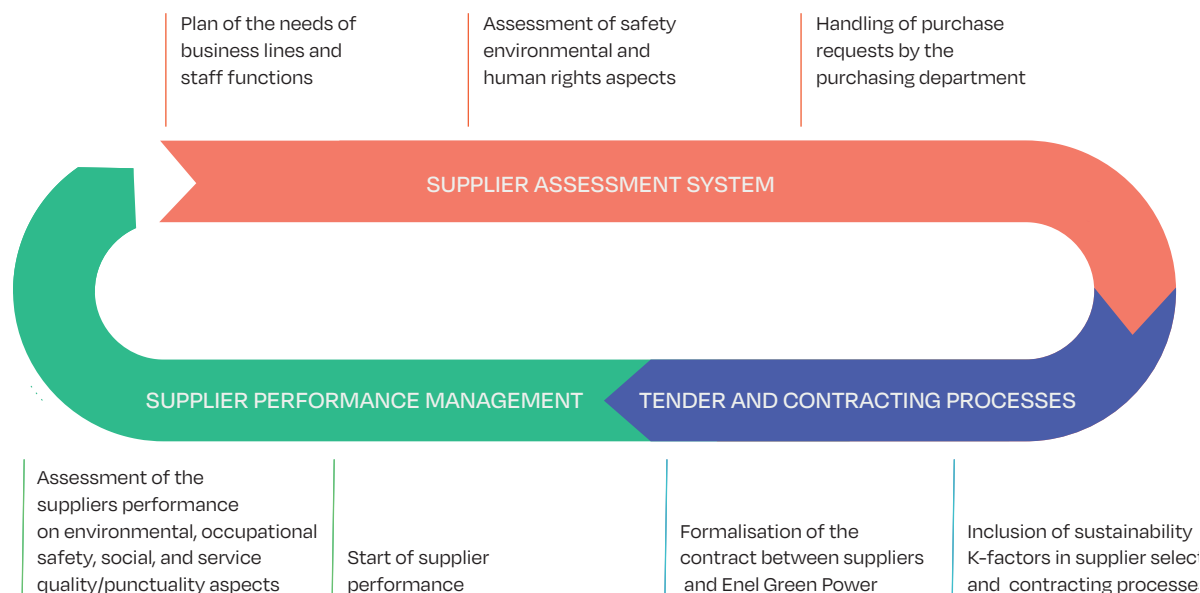 Plan of the needs of
business lines and
staff functions
Assessment of safety
environmental and
human rights aspects
Handling of purchase
requests by the
purchasing department
SUPPLIER ASSESSMENT SYSTEM
SUPPLIER PERFORMANCE MANAGEMENT
TENDER AND CONTRACTING PROCESSES
Assessment of the
suppliers performance
on environmental, occupational
safety, social, and service
quality/punctuality aspects
Start of supplier
performance
Formalisation of the
contract between suppliers
and Enel Green Power
Inclusion of sustainability
K-factors in supplier
and contracting